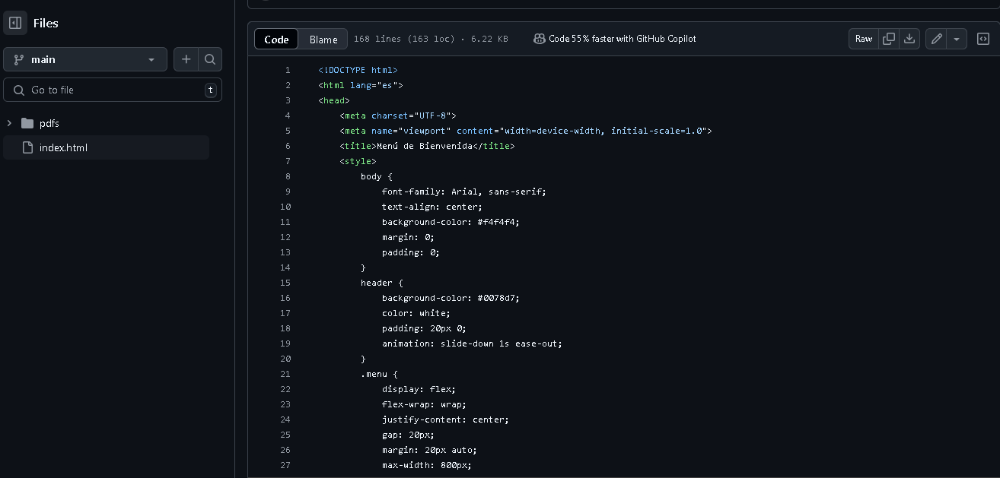 Files
main
Go to file
t
pdfs
index.html
Code Blame 168 lines (163 loc) · 6.22 KB Code 55% faster with GitHub Copilot Raw
1 <!DOCTYPE html>
2 <html lang="es">
3 <head>
4 <meta charset="UTF-8">
5 <meta name="viewport" content="width=device-width, initial-scale=1.0">
6 <title>Menú de Bienvenida</title>
7 <style>
8 body {
9 font-family: Arial, sans-serif;
10 text-align: center;
11 background-color: #f4f4f4;
12 margin: 0;
13 padding: 0;
14 }
15 header {
16 background-color: #0078d7;
17 color: white;
18 padding: 20px 0;
19 animation: slide-down 1s ease-out;
20 }
21 .menu {
22 display: flex;
23 flex-wrap: wrap;
24 justify-content: center;
25 gap: 20px;
26 margin: 20px auto;
27 max-width: 800px;